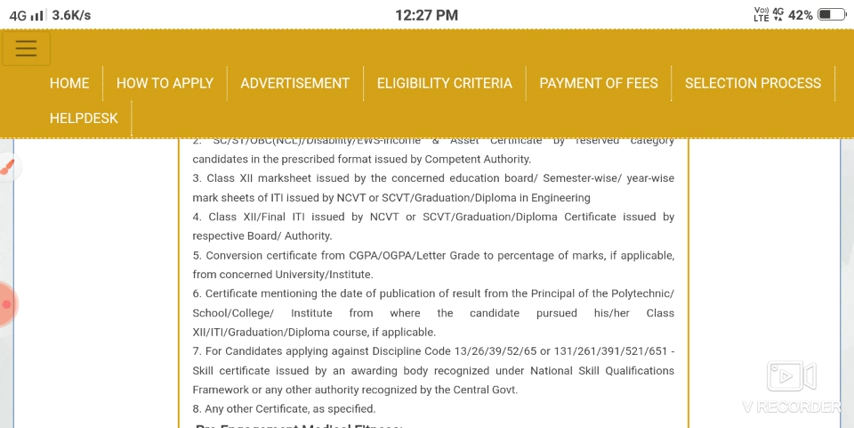 4G 3.6K/s 12:27 PM Vo)) LTE 4G 42%
HOME HOW TO APPLY ADVERTISEMENT ELIGIBILITY CRITERIA PAYMENT OF FEES SELECTION PROCESS
HELPDESK
2. SC/ST/OBC(NCL)/Disability/EWS-Income & Asset Certificate by reserved category
candidates in the prescribed format issued by Competent Authority.
3. Class XII marksheet issued by the concerned education board/ Semester-wise/ year-wise
mark sheets of ITI issued by NCVT or SCVT/Graduation/Diploma in Engineering
4. Class XII/Final ITI issued by NCVT or SCVT/Graduation/Diploma Certificate issued by
respective Board/ Authority.
5. Conversion certificate from CGPA/OGPA/Letter Grade to percentage of marks, if applicable,
from concerned University/Institute.
6. Certificate mentioning the date of publication of result from the Principal of the Polytechnic/
School/College/ Institute from where the candidate pursued his/her Class
XII/ITI/Graduation/Diploma course, if applicable.
7. For Candidates applying against Discipline Code 13/26/39/52/65 or 131/261/391/521/651 -
Skill certificate issued by an awarding body recognized under National Skill Qualifications
Framework or any other authority recognized by the Central Govt.
8. Any other Certificate, as specified.
Pre Engagement Medical Fitness:
V RECORDER